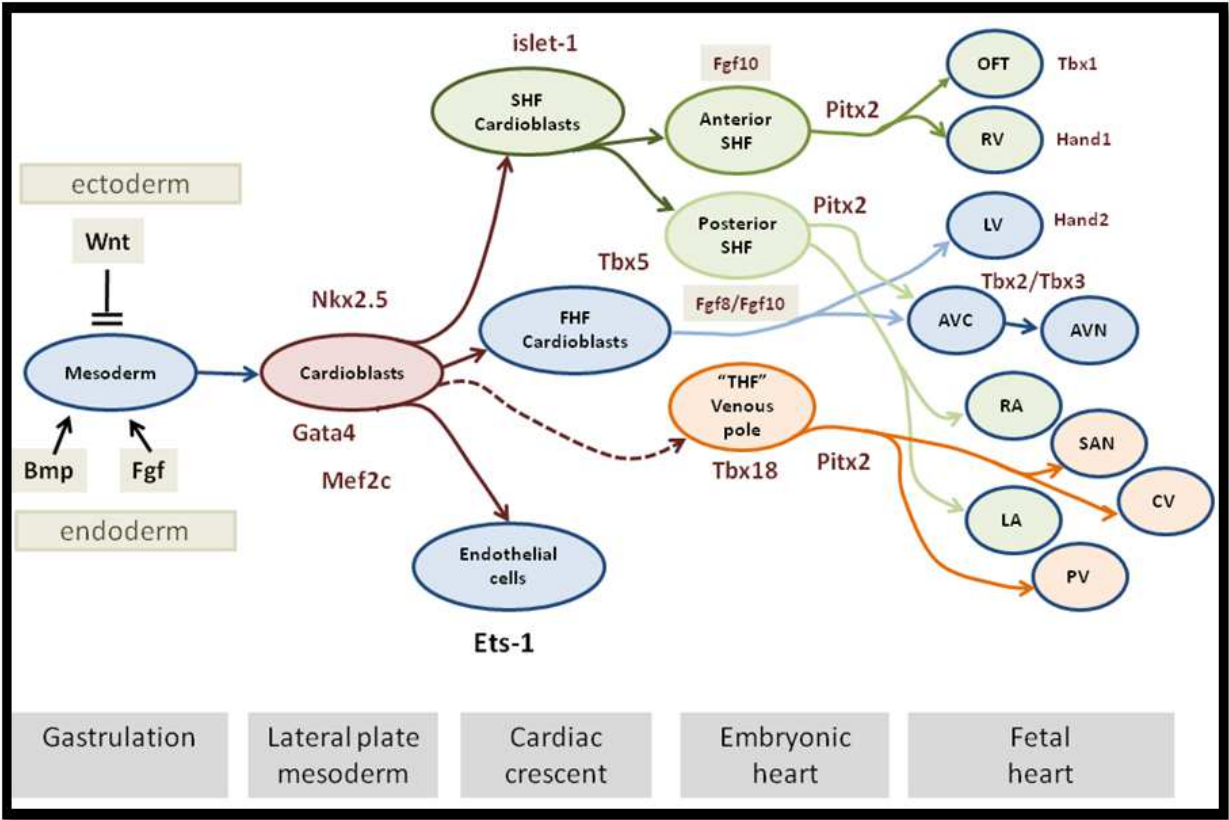 islet-1
SHF
Cardioblasts
Fgf10
Anterior
SHF
Pitx2
OFT
Tbx1
RV
Hand1
ectoderm
Wnt
Posterior
SHF
Pitx2
LV
Hand2
Nkx2.5
Tbx5
Fgf8/Fgf10
Tbx2/Tbx3
FHF
Cardioblasts
AVC
AVN
Mesoderm
Cardioblasts
"THF"
Venous
pole
RA
SAN
Gata4
Mef2c
Tbx18
Pitx2
Bmp
Fgf
CV
LA
endoderm
Endothelial
cells
PV
Ets-1
Gastrulation
Lateral plate
mesoderm
Cardiac
crescent
Embryonic
heart
Fetal
heart